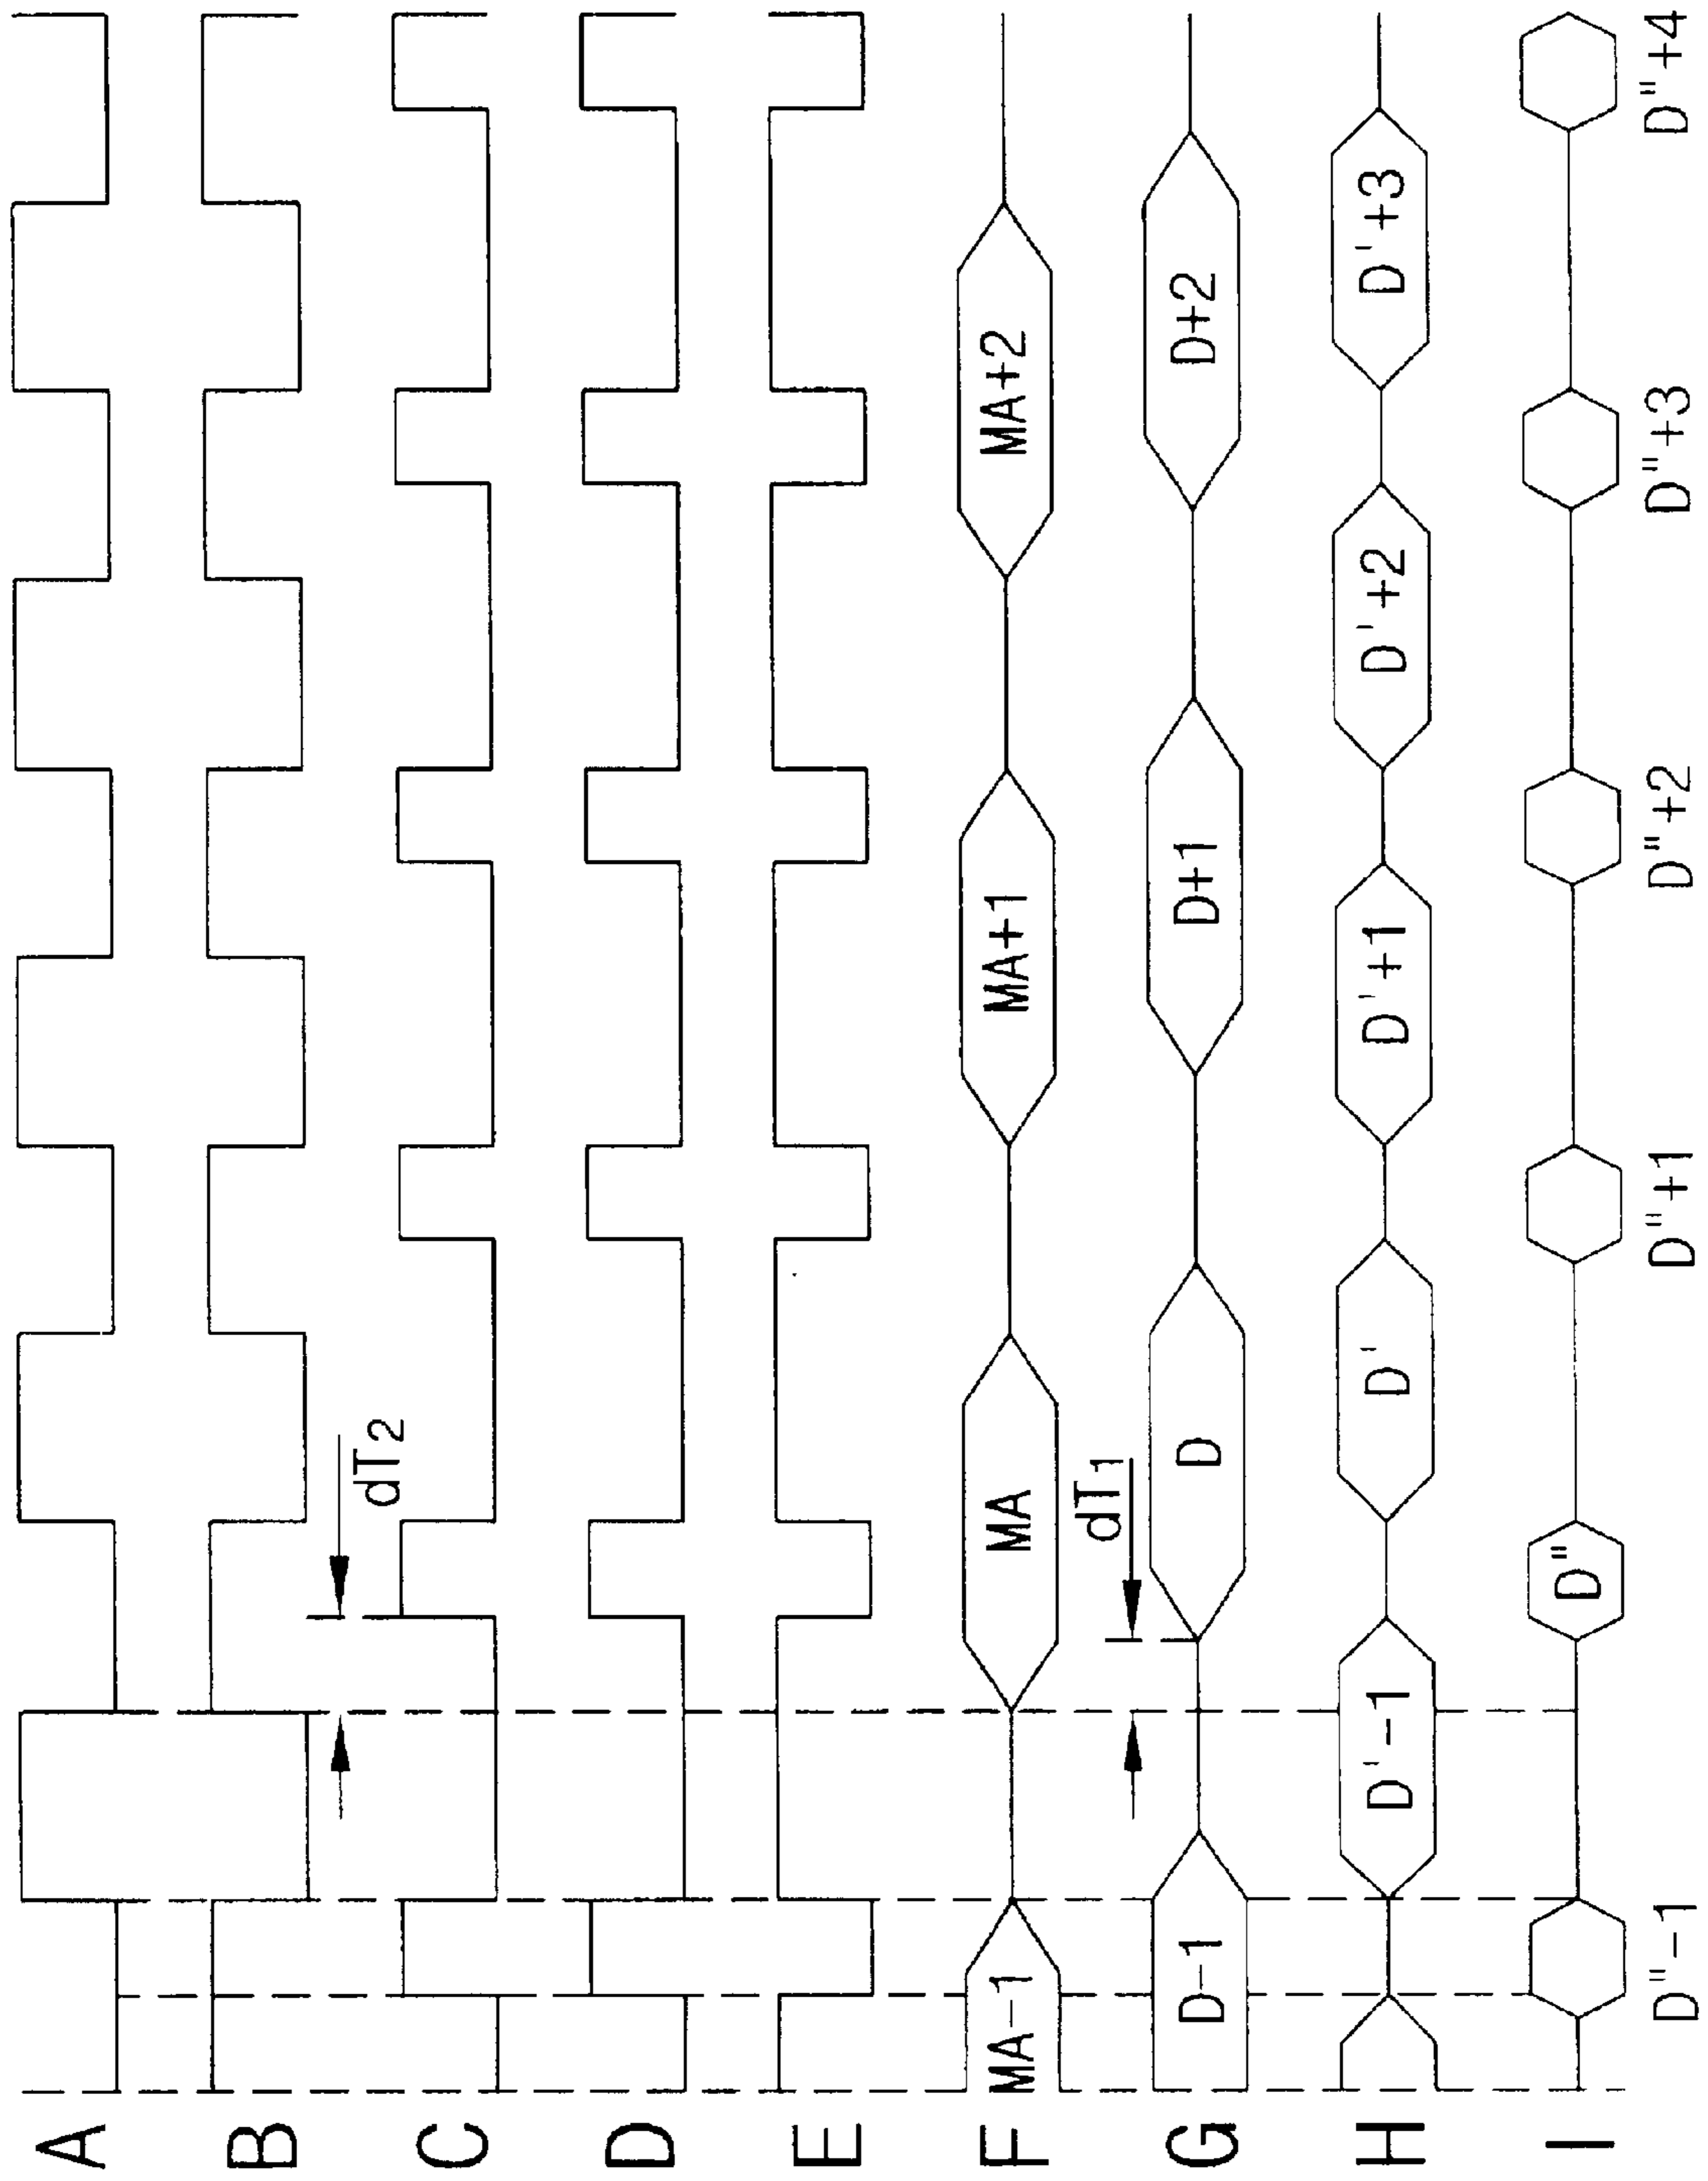 A
B
dT2
C
D
E
F MA-1 MA MA+1 MA+2
dT1
G D-1 D D+1 D+2
H D'-1 D' D'+1 D'+2 D'+3
I D"
D"-1 D"+1 D"+2 D"+3 D"+4